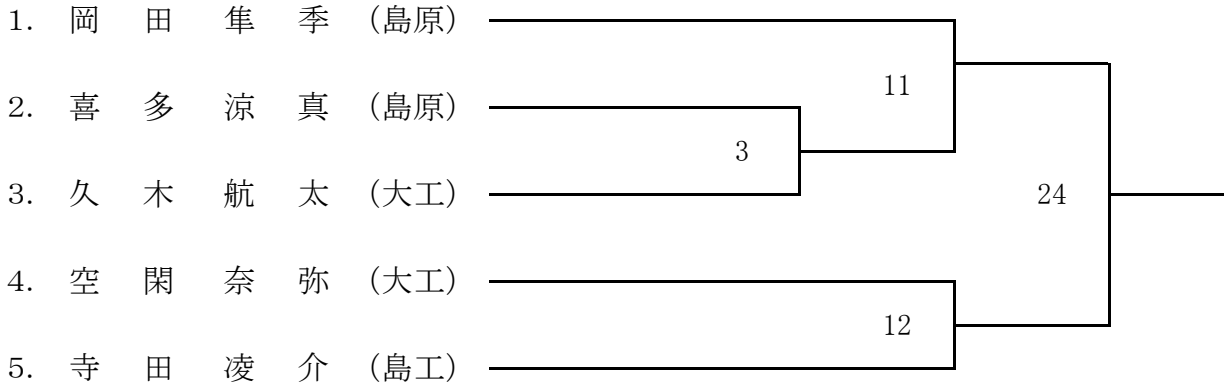 1. 岡田隼季 (島原)
11
2. 喜多涼真 (島原)
3
3. 久木航太 (大工)
24
4. 空閑奈弥 (大工)
12
5. 寺田凌介 (島工)